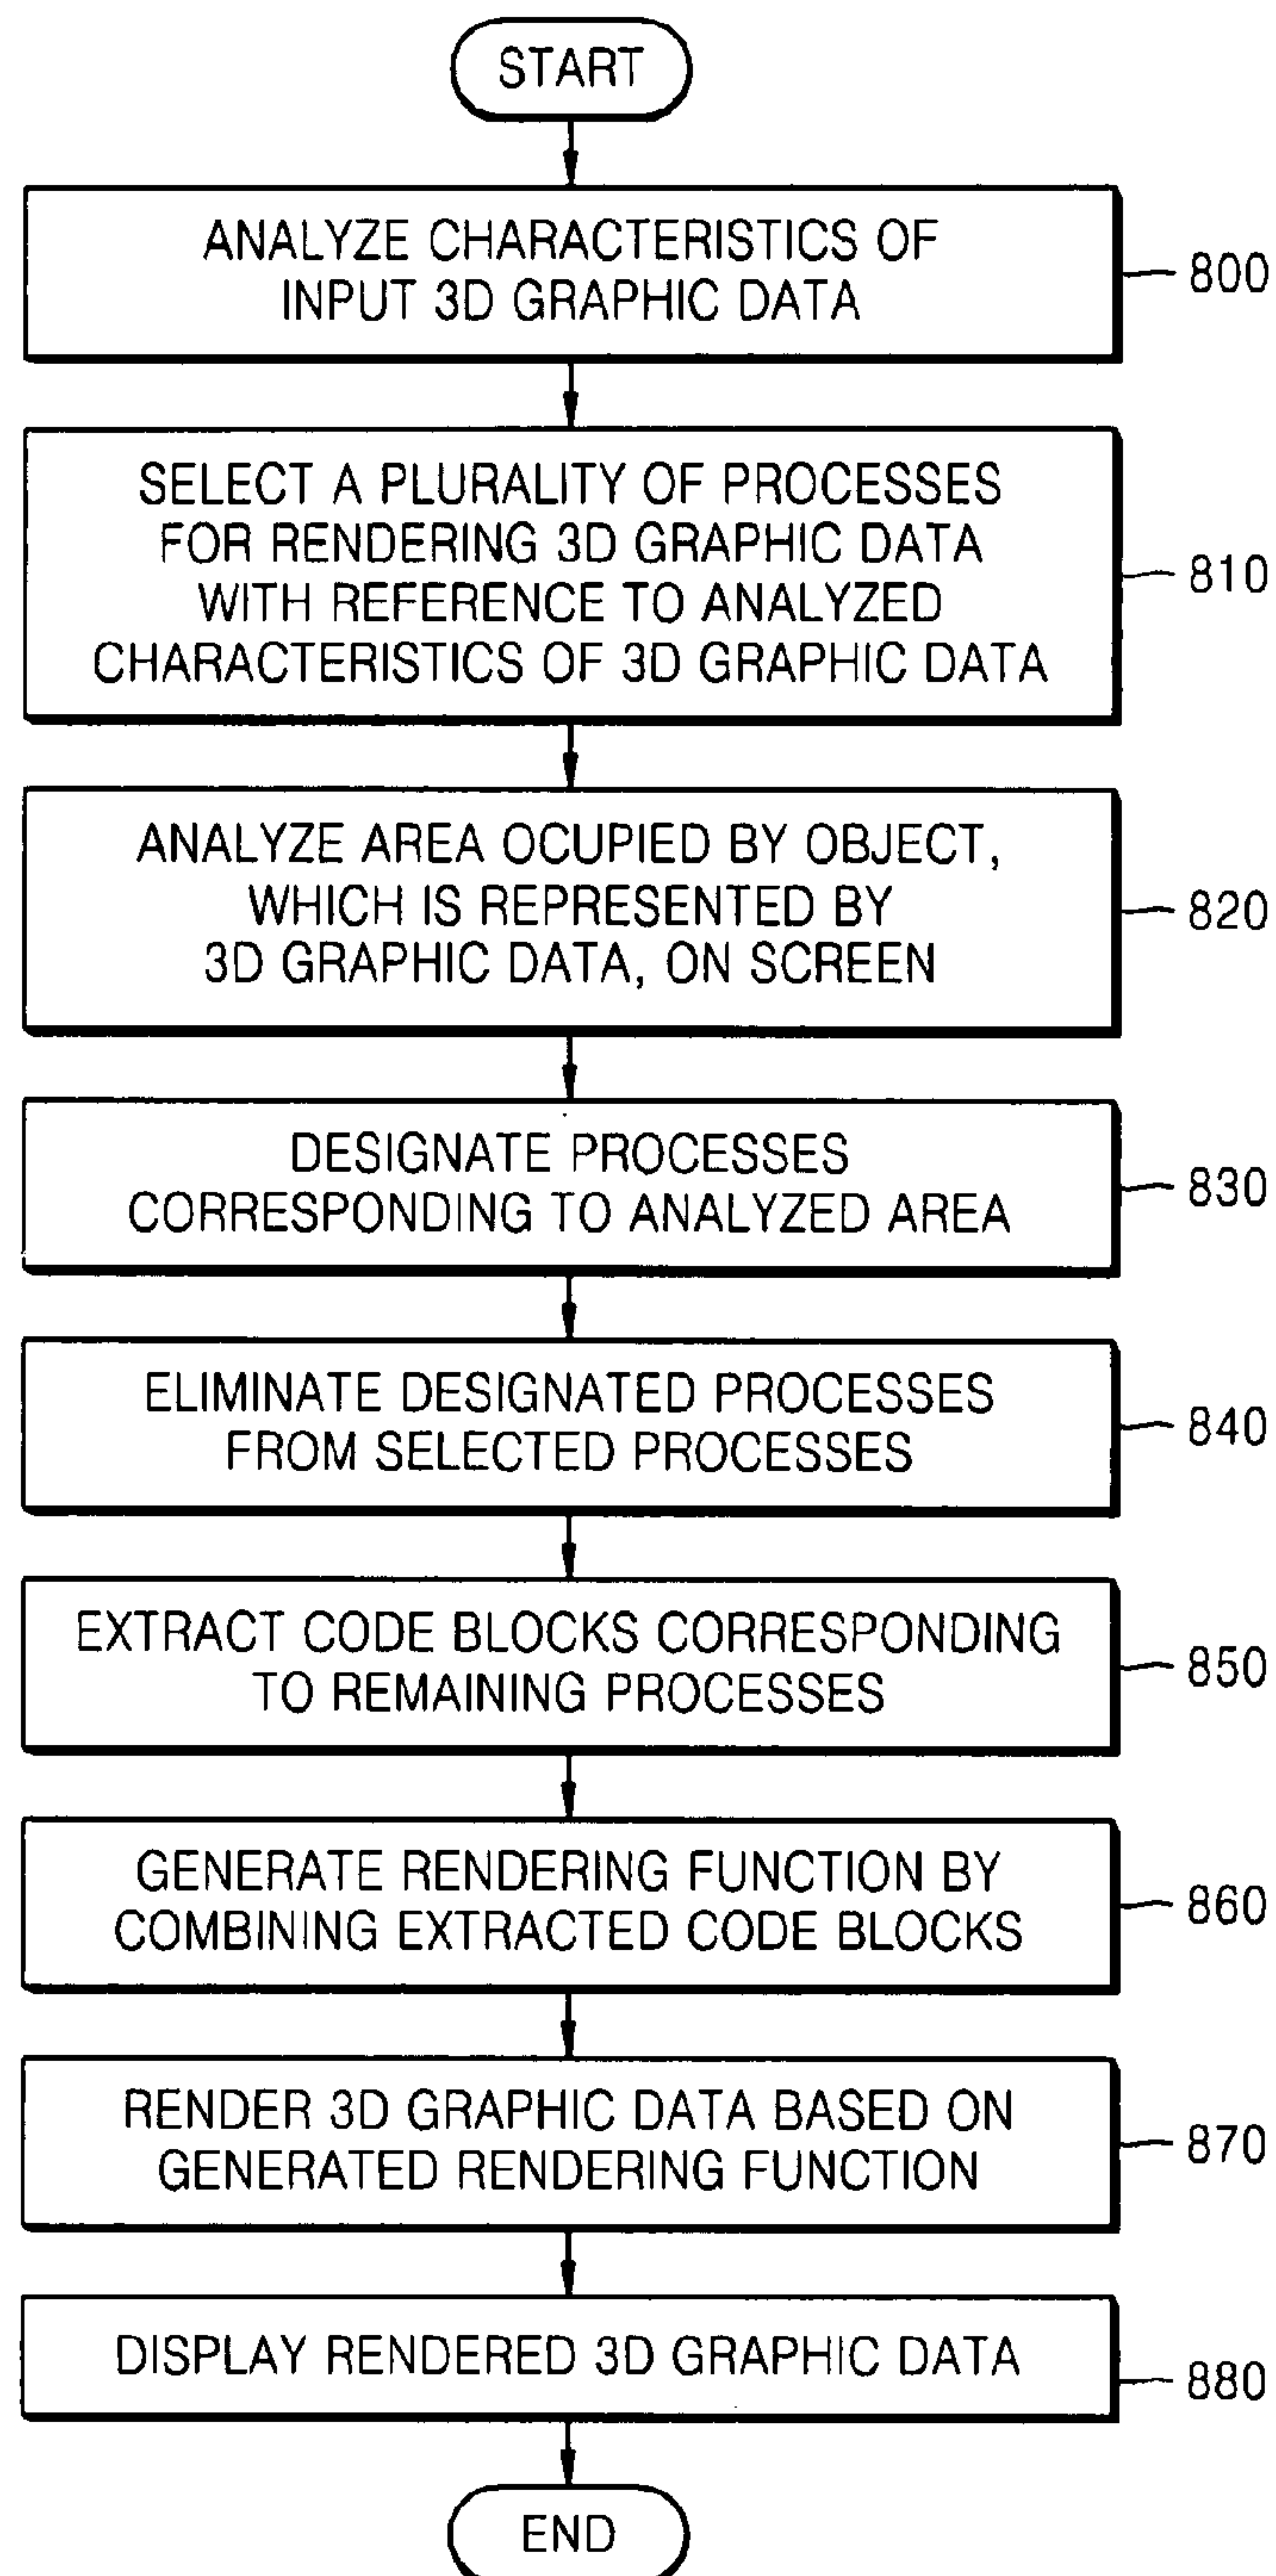 START
ANALYZE CHARACTERISTICS OF
INPUT 3D GRAPHIC DATA
800
SELECT A PLURALITY OF PROCESSES
FOR RENDERING 3D GRAPHIC DATA
WITH REFERENCE TO ANALYZED
CHARACTERISTICS OF 3D GRAPHIC DATA
810
ANALYZE AREA OCUPIED BY OBJECT,
WHICH IS REPRESENTED BY
3D GRAPHIC DATA, ON SCREEN
820
DESIGNATE PROCESSES
CORRESPONDING TO ANALYZED AREA
830
ELIMINATE DESIGNATED PROCESSES
FROM SELECTED PROCESSES
840
EXTRACT CODE BLOCKS CORRESPONDING
TO REMAINING PROCESSES
850
GENERATE RENDERING FUNCTION BY
COMBINING EXTRACTED CODE BLOCKS
860
RENDER 3D GRAPHIC DATA BASED ON
GENERATED RENDERING FUNCTION
870
DISPLAY RENDERED 3D GRAPHIC DATA
880
END